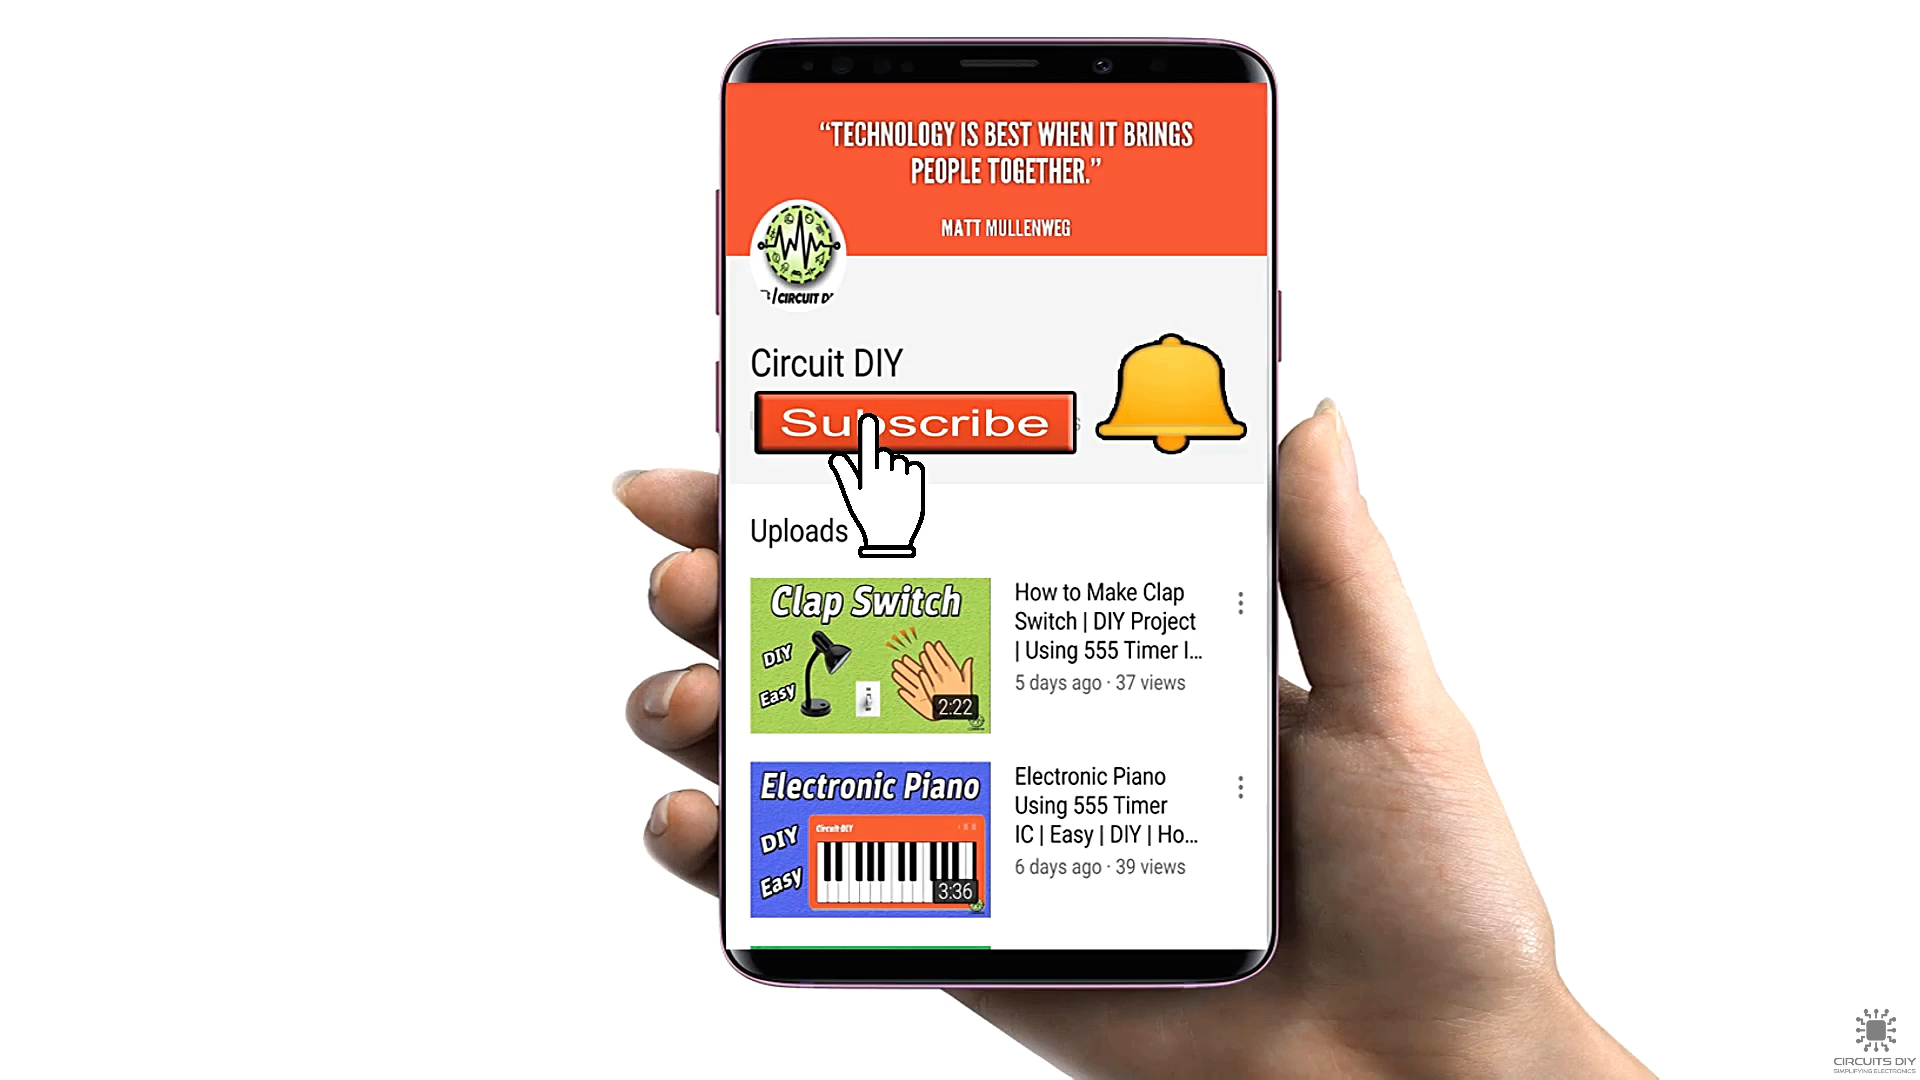 “TECHNOLOGY IS BEST WHEN IT BRINGS
PEOPLE TOGETHER.”
MATT MULLENWEG
/CIRCUIT DI
Circuit DIY
Subscribe
Uploads
Clap Switch
DIY
Easy
2:22
How to Make Clap
Switch | DIY Project
| Using 555 Timer I...
5 days ago · 37 views
Electronic Piano
Circuit DIY
DIY
Easy
3:36
Electronic Piano
Using 555 Timer
IC | Easy | DIY | Ho...
6 days ago · 39 views
CIRCUITS DIY
SIMPLIFYING ELECTRONICS